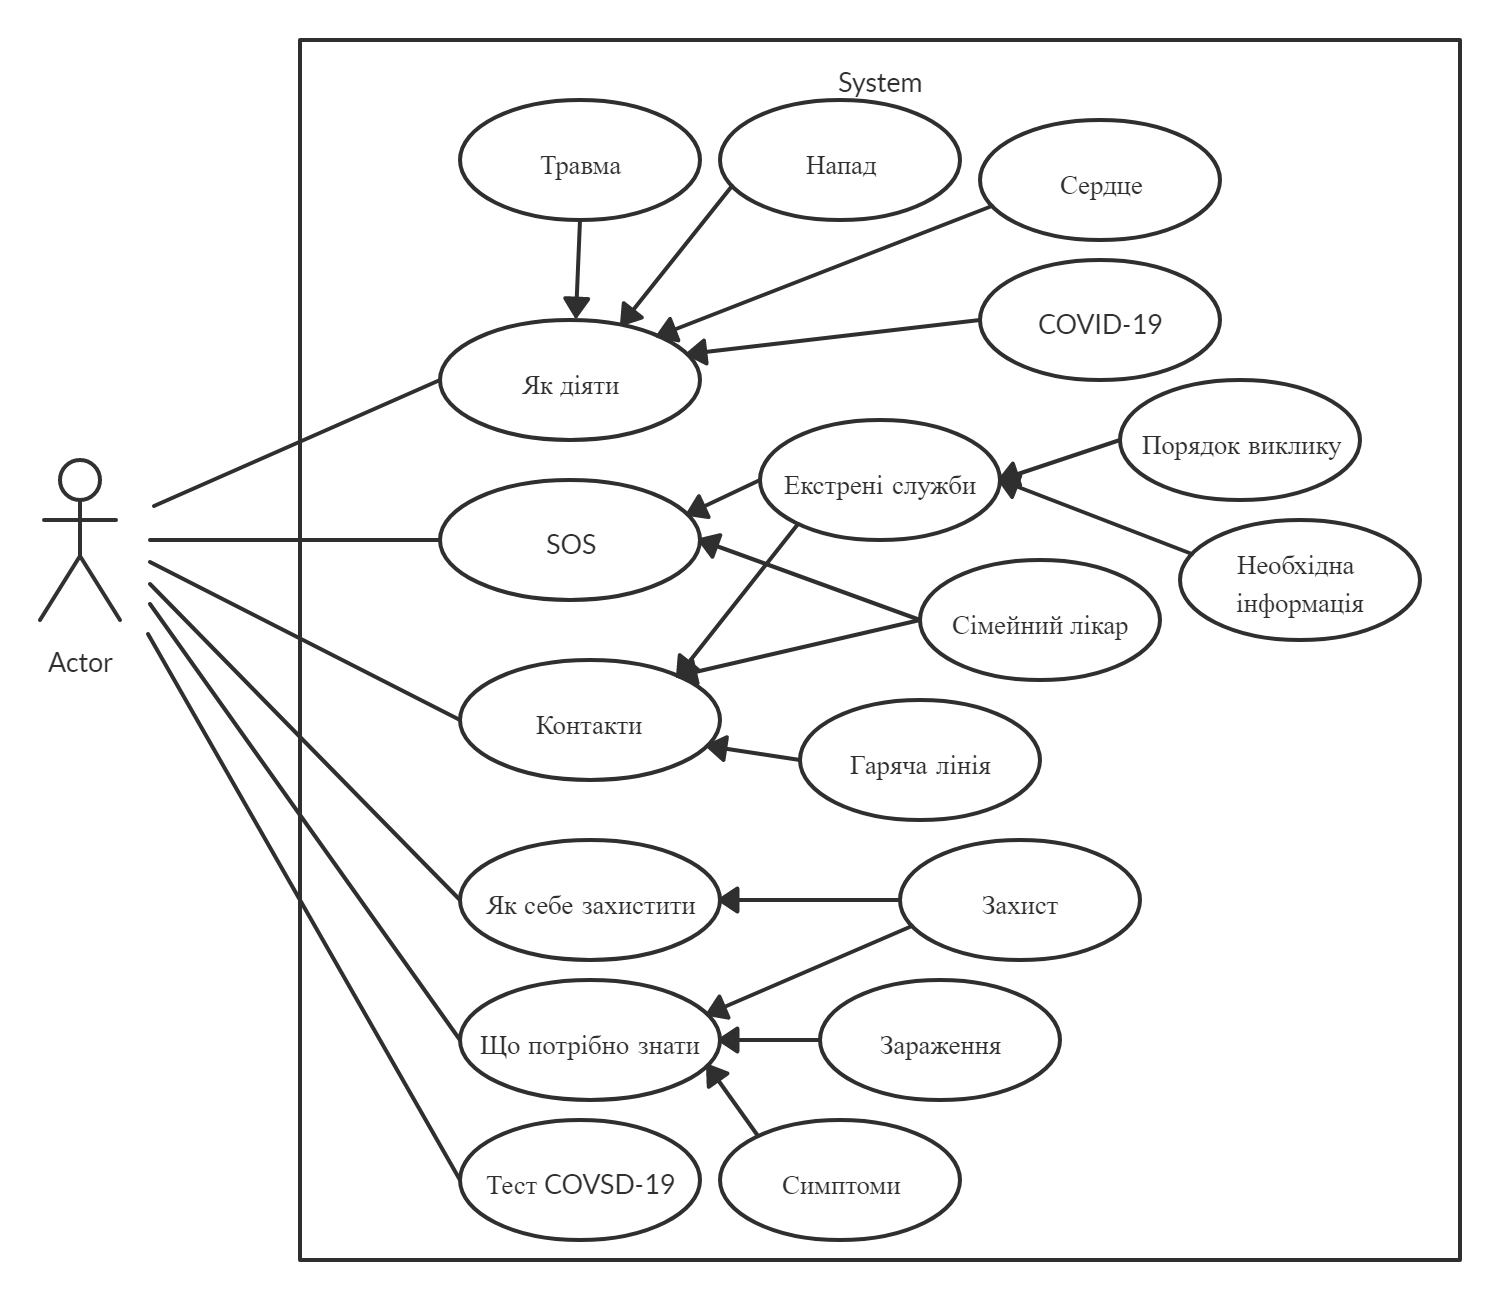 System
Травма
Напад
Сердце
COVID-19
Як діяти
Порядок виклику
Екстрені служби
SOS
Необхідна
інформація
Сімейний лікар
Actor
Контакти
Гаряча лінія
Як себе захистити
Захист
Що потрібно знати
Зараження
Тест COVSD-19
Симптоми